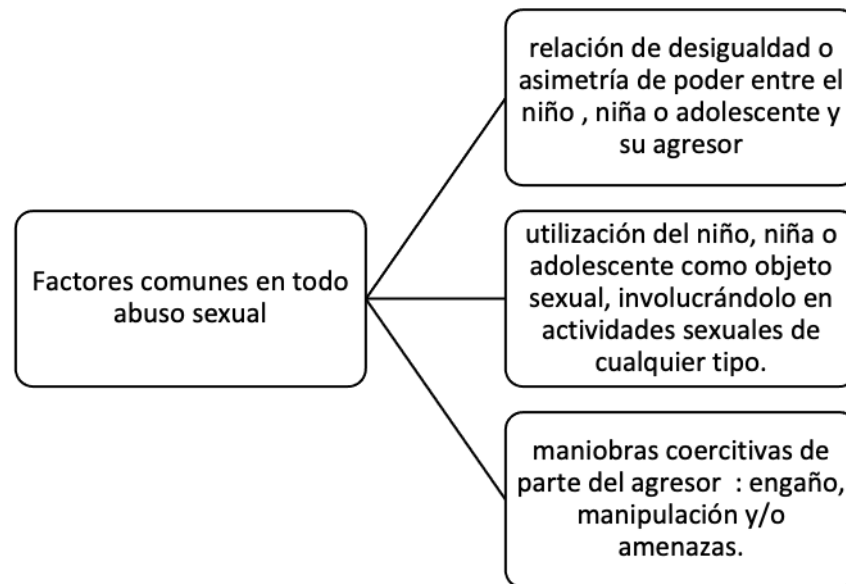 relación de desigualdad o
asimetría de poder entre el
niño , niña o adolescente y
su agresor
Factores comunes en todo
abuso sexual
utilización del niño, niña o
adolescente como objeto
sexual, involucrándolo en
actividades sexuales de
cualquier tipo.
maniobras coercitivas de
parte del agresor : engaño,
manipulación y/o
amenazas.